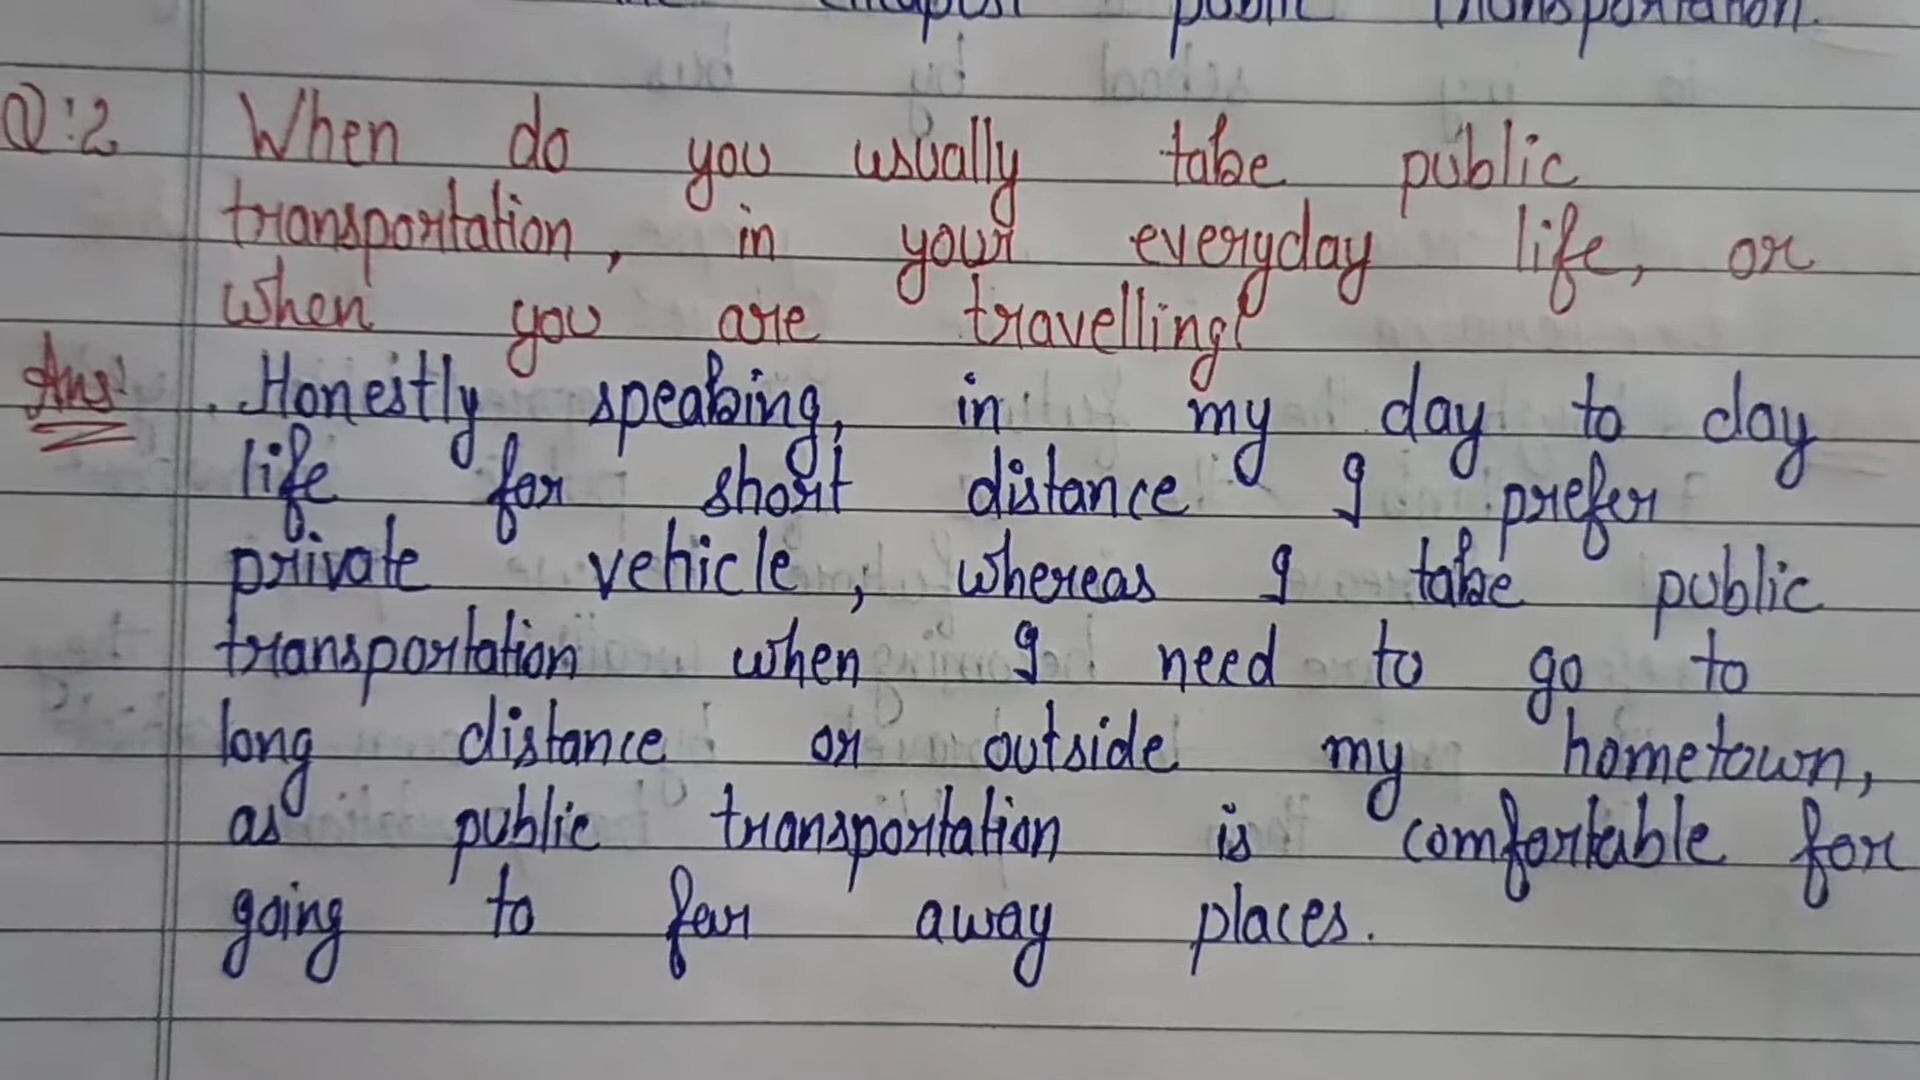 public transportation.
Q:2 When do you usually take public
transportation, in your everyday life, or
when you are travelling?
Ans: Honestly speaking, in my day to day
life for short distance I prefer
private vehicle, whereas I take public
transportation when I need to go to
long distance or outside my hometown,
as public transportation is comfortable for
going to far away places.